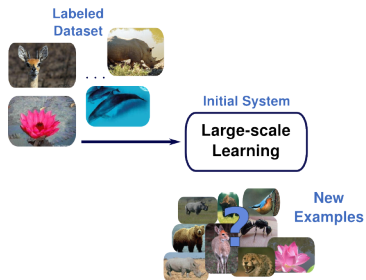 Labeled
Dataset
. . .
Initial System
Large-scale
Learning
New
Examples
?